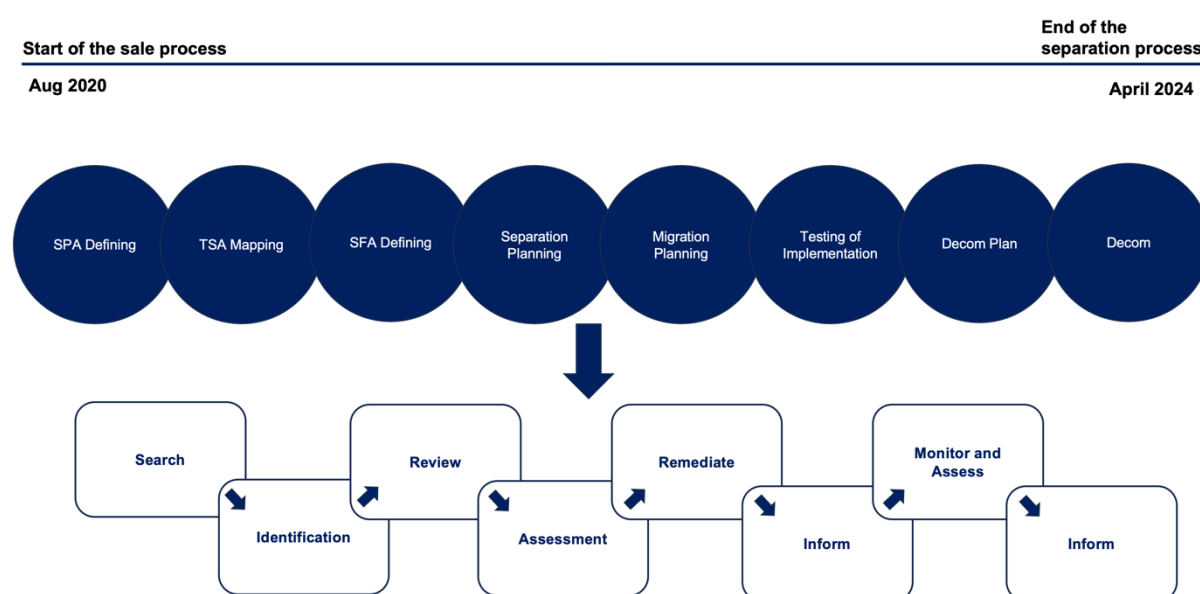 Start of the sale process
End of the
separation process
Aug 2020
April 2024
SPA Defining
TSA Mapping
SFA Defining
Separation
Planning
Migration
Planning
Testing of
Implementation
Decom Plan
Decom
Search
Identification
Review
Assessment
Remediate
Inform
Monitor and
Assess
Inform